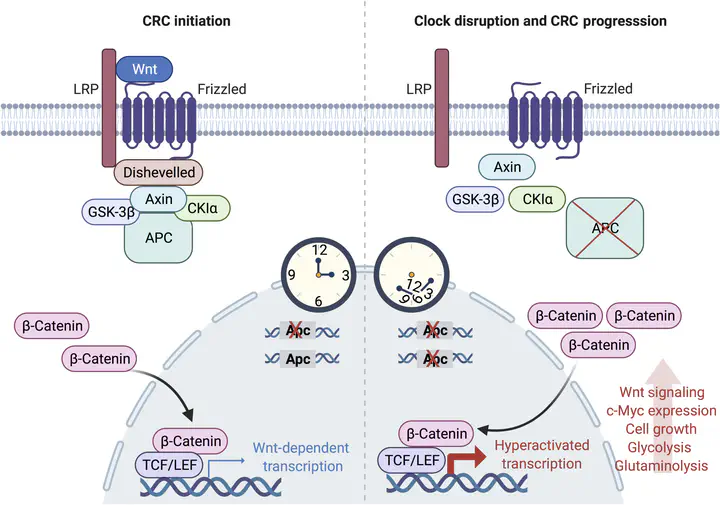 CRC initiation
Wnt
LRP
Frizzled
Dishevelled
Axin
GSK-3β
CKIα
APC
12
9
3
6
Apc
Apc
β-Catenin
β-Catenin
β-Catenin
TCF/LEF
Wnt-dependent
transcription
Clock disruption and CRC progresssion
LRP
Frizzled
Axin
GSK-3β
CKIα
APC
12
9
6
3
Apc
Apc
β-Catenin
β-Catenin
β-Catenin
β-Catenin
TCF/LEF
Hyperactivated
transcription
Wnt signaling
c-Myc expression
Cell growth
Glycolysis
Glutaminolysis